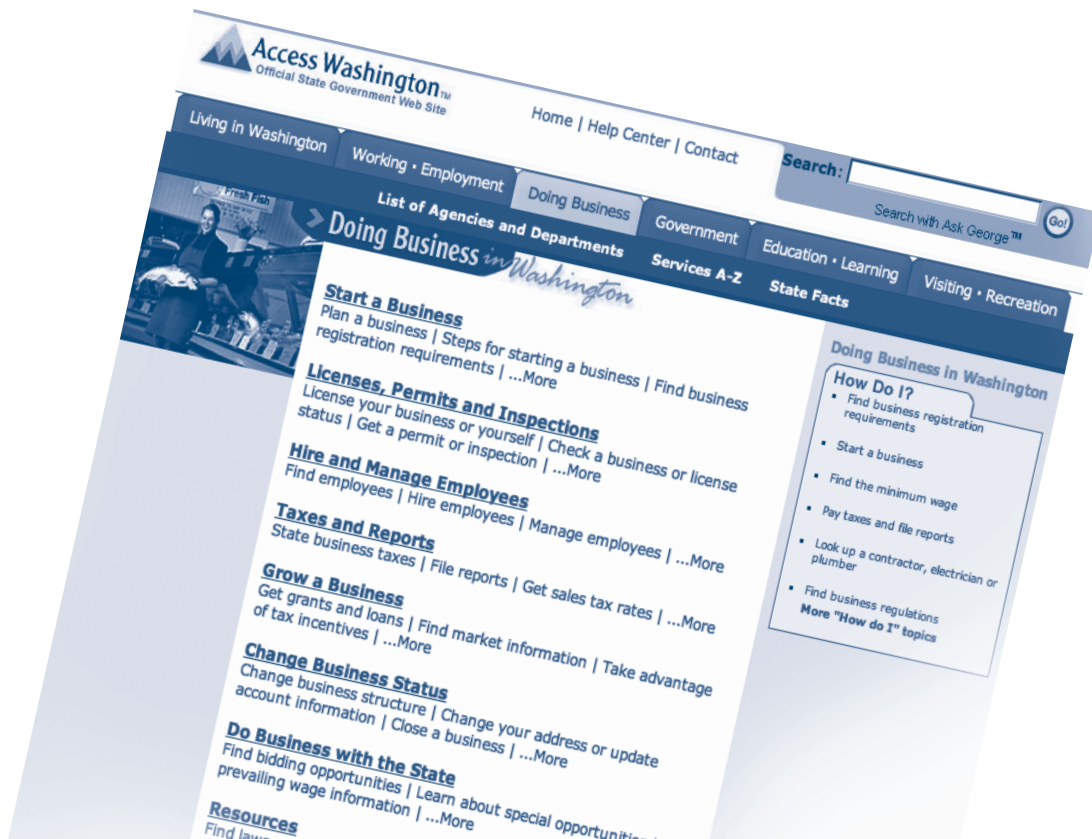 Access Washington TM
Official State Government Web Site
Home | Help Center | Contact
Search:
Go!
Search with Ask George™
Living in Washington
Working • Employment
Doing Business
Government
Education • Learning
Visiting • Recreation
List of Agencies and Departments
Services A-Z
State Facts
Fresh Fish
Doing Business in Washington
Start a Business
Plan a business | Steps for starting a business | Find business
registration requirements | ...More
Licenses, Permits and Inspections
License your business or yourself | Check a business or license
status | Get a permit or inspection | ...More
Hire and Manage Employees
Find employees | Hire employees | Manage employees | ...More
Taxes and Reports
State business taxes | File reports | Get sales tax rates | ...More
Grow a Business
Get grants and loans | Find market information | Take advantage
of tax incentives | ...More
Change Business Status
Change business structure | Change your address or update
account information | Close a business | ...More
Do Business with the State
Find bidding opportunities | Learn about special opportunities
prevailing wage information | ...More
Resources
Find laws
Doing Business in Washington
How Do I?
▪ Find business registration
requirements
▪ Start a business
▪ Find the minimum wage
▪ Pay taxes and file reports
▪ Look up a contractor, electrician or
plumber
▪ Find business regulations
More "How do I" topics